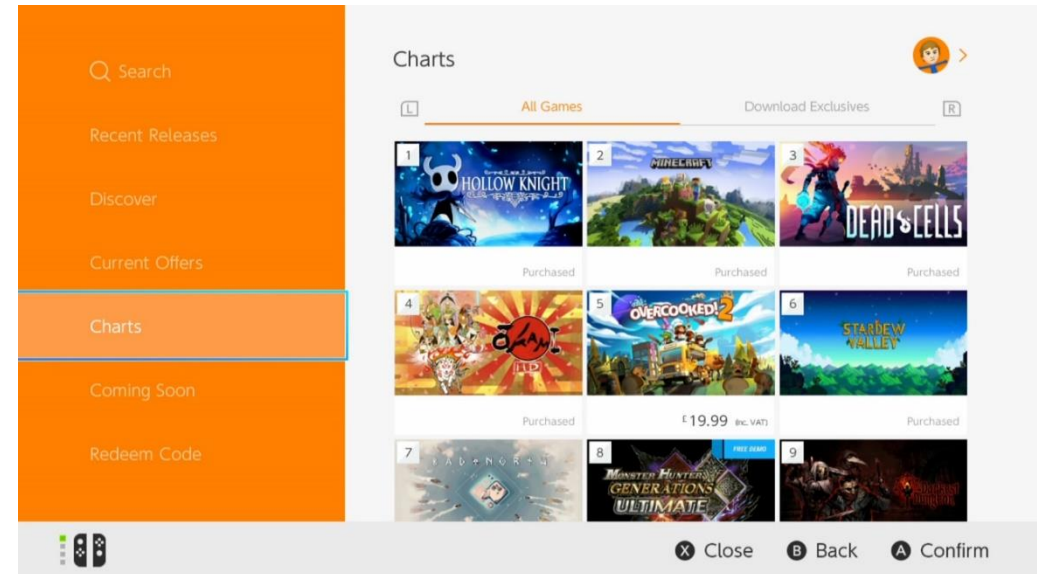 Search
Recent Releases
Discover
Current Offers
Charts
Coming Soon
Redeem Code
Charts
L
All Games
Download Exclusives
R
1
HOLLOW KNIGHT
Purchased
2
MINECRAFT
Purchased
3
DEAD CELLS
Purchased
4
ŌKAMI
HD
Purchased
5
OVERCOOKED! 2
£19.99 (inc. VAT)
6
STARDEW
VALLEY
Purchased
7
8
FREE DEMO
MONSTER HUNTER
GENERATIONS
ULTIMATE
9
X Close
B Back
A Confirm